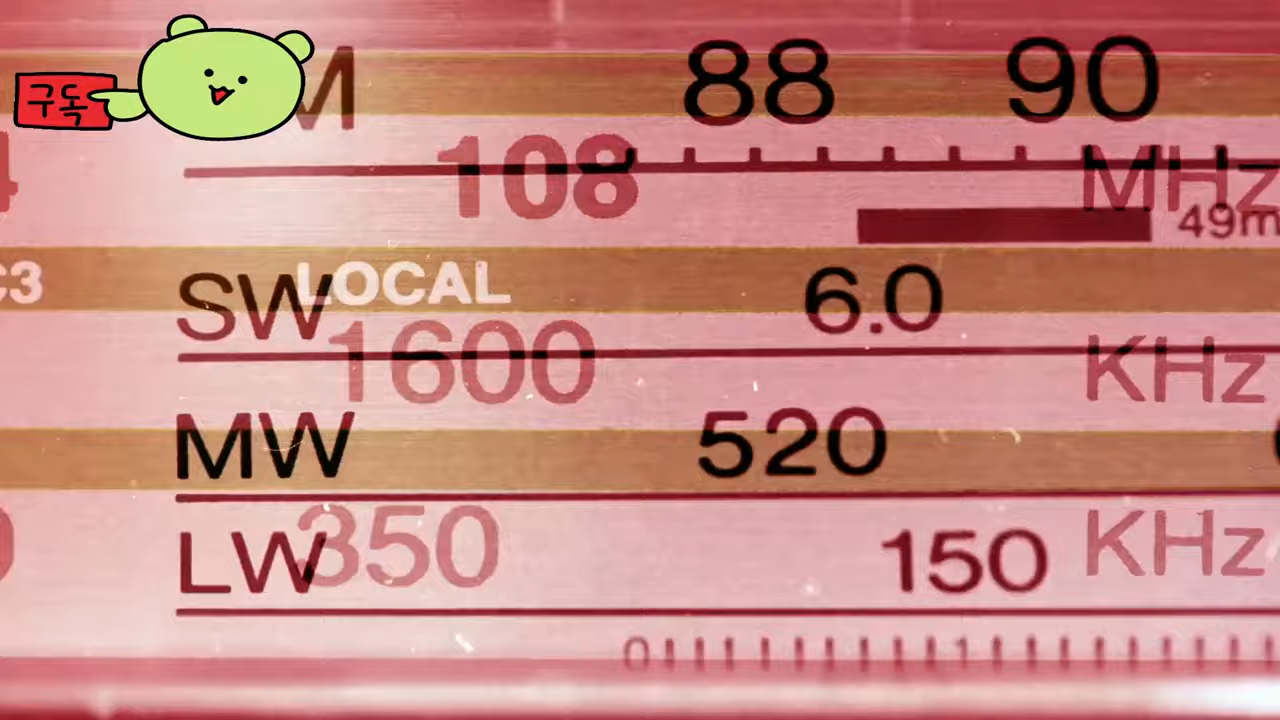 구독
M 88 90
108 MHz
49m
C3 SW LOCAL 6.0
1600 KHz
MW 520
LW 350 150 KHz
0